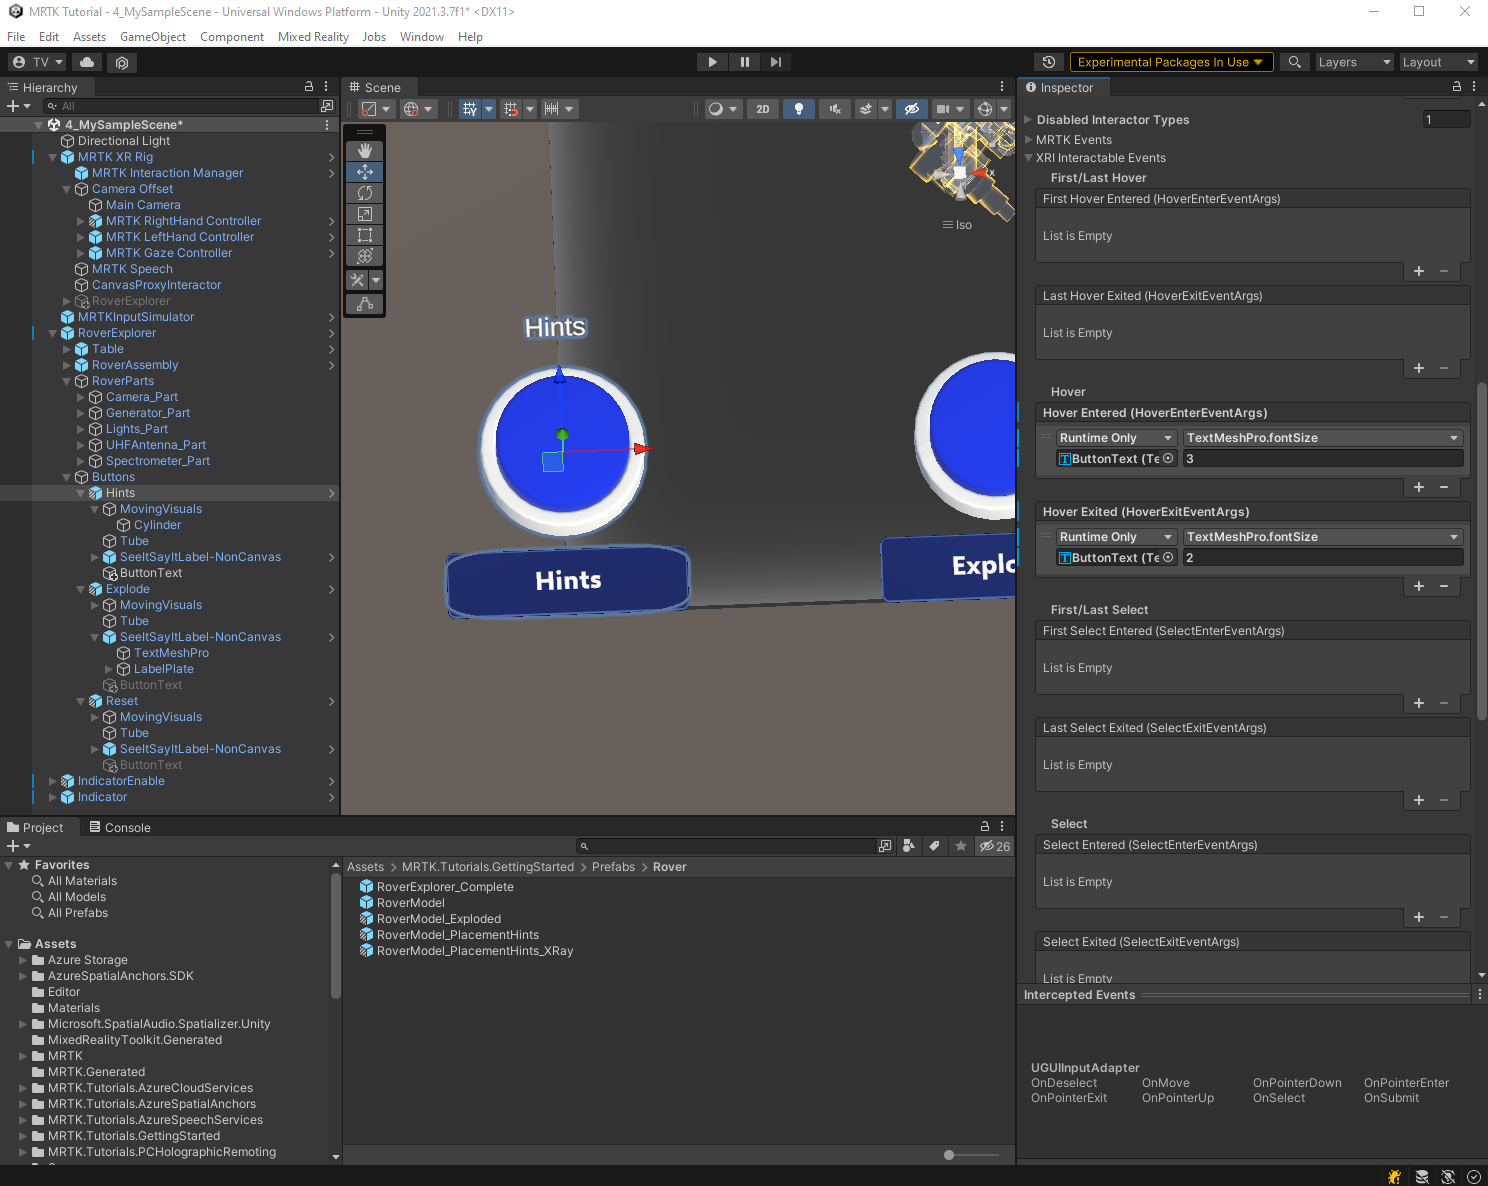 MRTK Tutorial - 4_MySampleScene - Universal Windows Platform - Unity 2021.3.7f1* <DX11>
File Edit Assets GameObject Component Mixed Reality Jobs Window Help
TV Experimental Packages In Use Layers Layout
Hierarchy
All
4_MySampleScene*
Directional Light
MRTK XR Rig
MRTK Interaction Manager
Camera Offset
Main Camera
MRTK RightHand Controller
MRTK LeftHand Controller
MRTK Gaze Controller
MRTK Speech
CanvasProxyInteractor
RoverExplorer
MRTKInputSimulator
RoverExplorer
Table
RoverAssembly
RoverParts
Camera_Part
Generator_Part
Lights_Part
UHFAntenna_Part
Spectrometer_Part
Buttons
Hints
MovingVisuals
Cylinder
Tube
SeeItSayItLabel-NonCanvas
ButtonText
Explode
MovingVisuals
Tube
SeeItSayItLabel-NonCanvas
TextMeshPro
LabelPlate
ButtonText
Reset
MovingVisuals
Tube
SeeItSayItLabel-NonCanvas
ButtonText
IndicatorEnable
Indicator
Scene
2D
x
Iso
Hints
Hints
Explo
Inspector
Disabled Interactor Types 1
MRTK Events
XRI Interactable Events
First/Last Hover
First Hover Entered (HoverEnterEventArgs)
List is Empty
Last Hover Exited (HoverExitEventArgs)
List is Empty
Hover
Hover Entered (HoverEnterEventArgs)
Runtime Only TextMeshPro.fontSize
ButtonText (Te 3
Hover Exited (HoverExitEventArgs)
Runtime Only TextMeshPro.fontSize
ButtonText (Te 2
First/Last Select
First Select Entered (SelectEnterEventArgs)
List is Empty
Last Select Exited (SelectExitEventArgs)
List is Empty
Select
Select Entered (SelectEnterEventArgs)
List is Empty
Select Exited (SelectExitEventArgs)
List is Empty
Intercepted Events
UGUIInputAdapter
OnDeselect OnMove OnPointerDown OnPointerEnter
OnPointerExit OnPointerUp OnSelect OnSubmit
Project Console
26
Favorites
All Materials
All Models
All Prefabs
Assets
Azure Storage
AzureSpatialAnchors.SDK
Editor
Materials
Microsoft.SpatialAudio.Spatializer.Unity
MixedRealityToolkit.Generated
MRTK
MRTK.Generated
MRTK.Tutorials.AzureCloudServices
MRTK.Tutorials.AzureSpatialAnchors
MRTK.Tutorials.AzureSpeechServices
MRTK.Tutorials.GettingStarted
MRTK.Tutorials.PCHolographicRemoting
Assets > MRTK.Tutorials.GettingStarted > Prefabs > Rover
RoverExplorer_Complete
RoverModel
RoverModel_Exploded
RoverModel_PlacementHints
RoverModel_PlacementHints_XRay